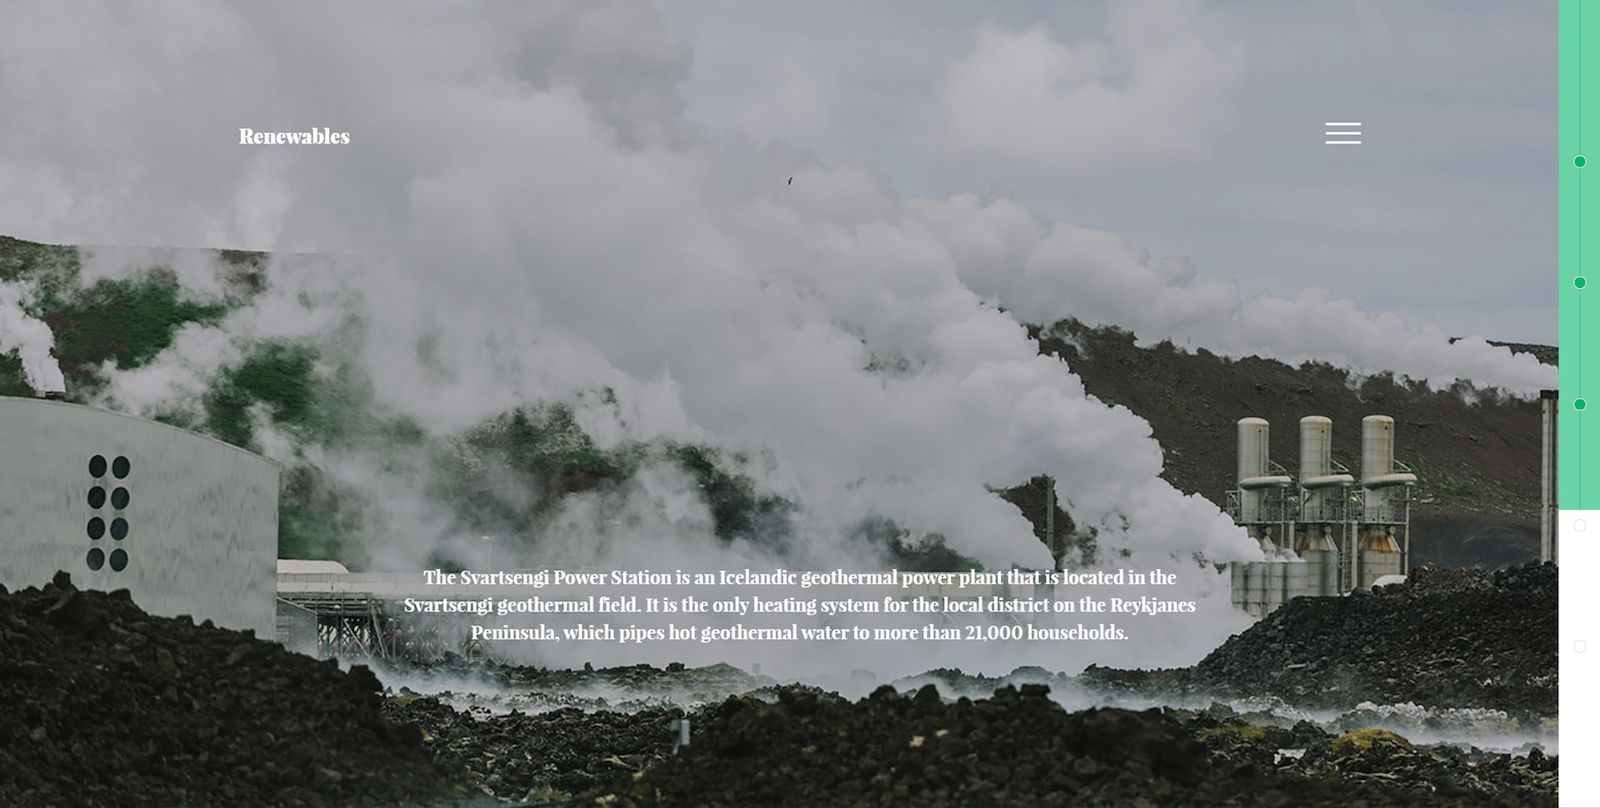 Renewables
The Svartsengi Power Station is an Icelandic geothermal power plant that is located in the
Svartsengi geothermal field. It is the only heating system for the local district on the Reykjanes
Peninsula, which pipes hot geothermal water to more than 21,000 households.